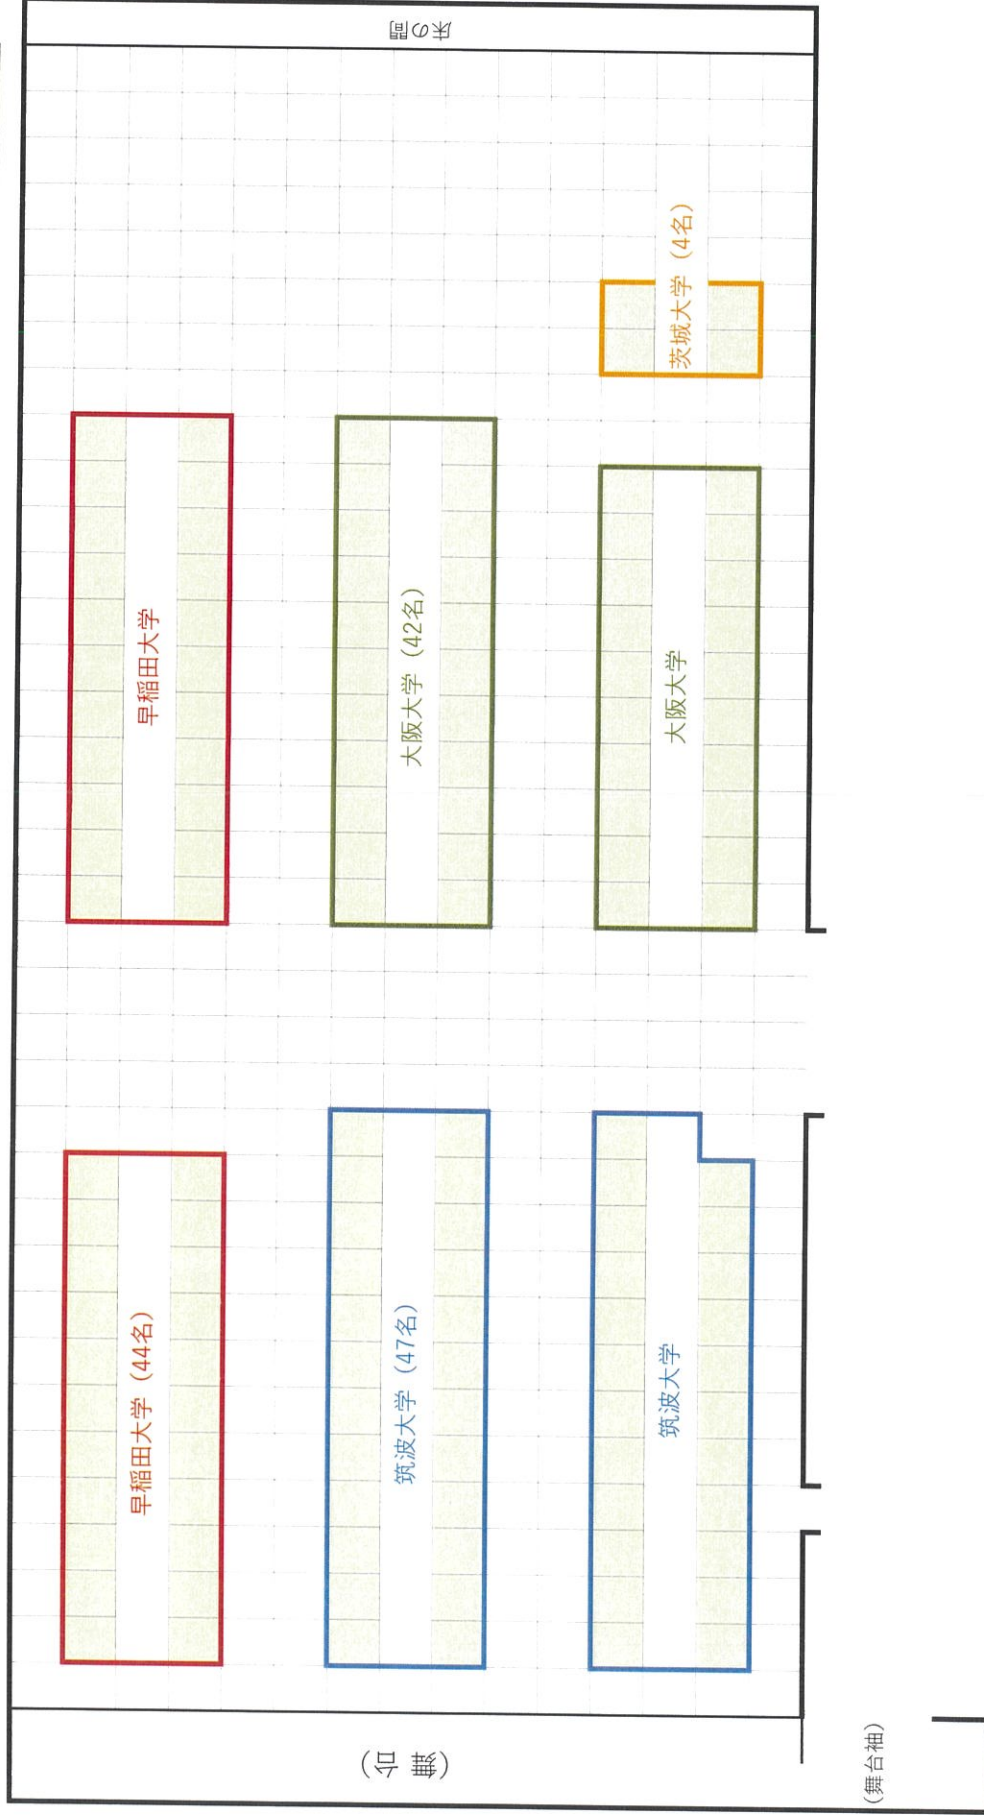 床の間
早稲田大学
大阪大学（42名）
大阪大学
茨城大学（4名）
早稲田大学（44名）
筑波大学（47名）
筑波大学
（舞台）
（舞台袖）